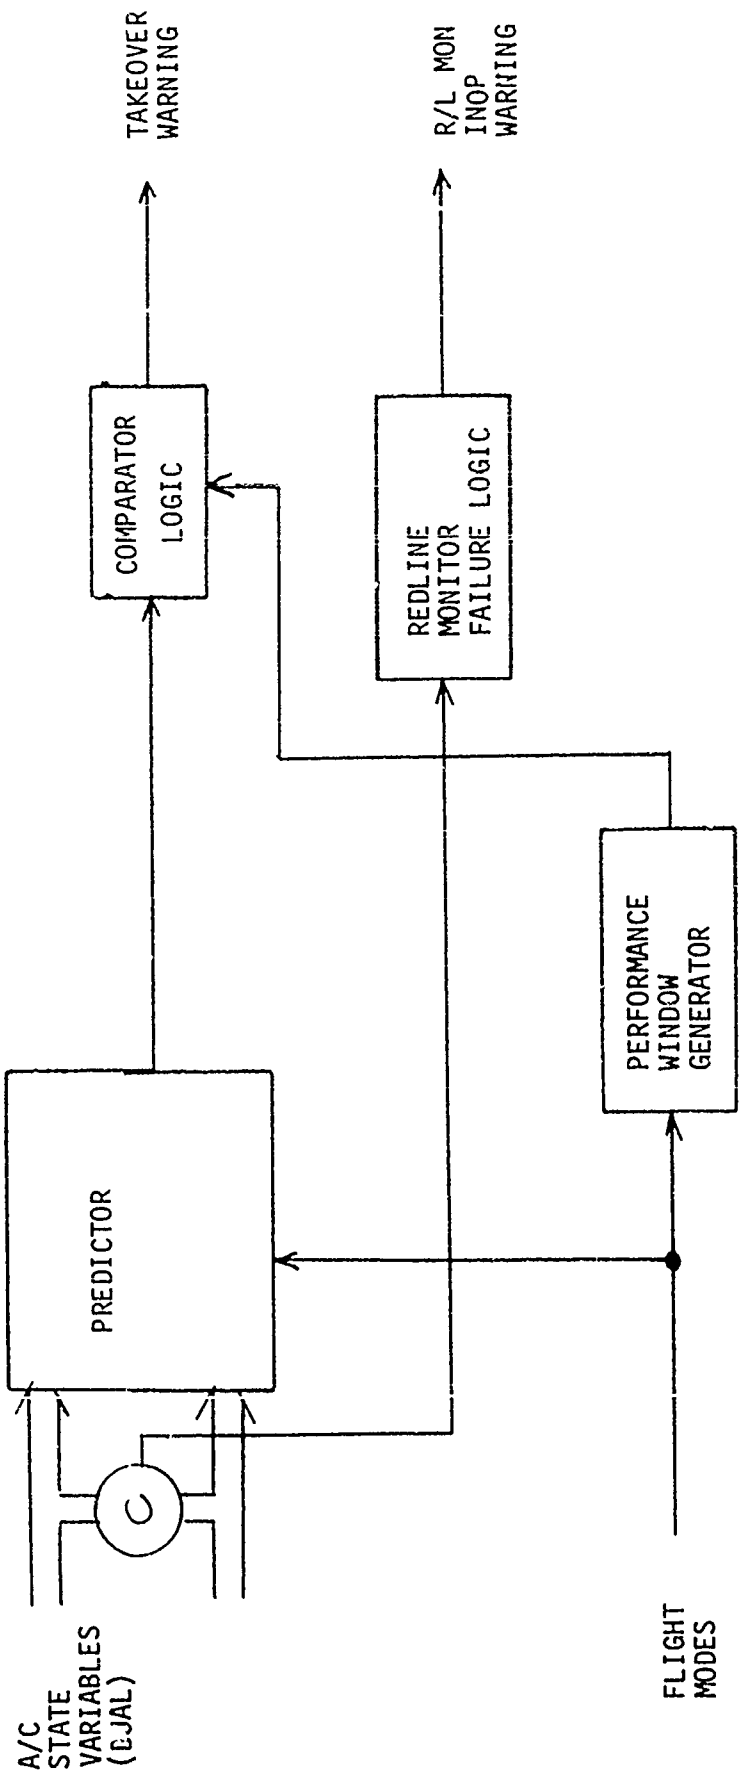 A/C
STATE
VARIABLES
(DUAL)
C
PREDICTOR
COMPARATOR
LOGIC
TAKEOVER
WARNING
REDLINE
MONITOR
FAILURE LOGIC
R/L MON
INOP
WARNING
FLIGHT
MODES
PERFORMANCE
WINDOW
GENERATOR